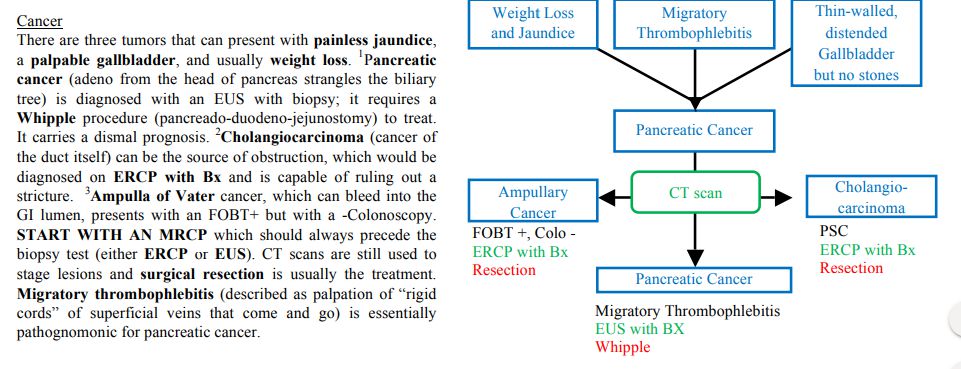 Cancer
There are three tumors that can present with painless jaundice,
a palpable gallbladder, and usually weight loss. ¹Pancreatic
cancer (adeno from the head of pancreas strangles the biliary
tree) is diagnosed with an EUS with biopsy; it requires a
Whipple procedure (pancreado-duodeno-jejunostomy) to treat.
It carries a dismal prognosis. ²Cholangiocarcinoma (cancer of
the duct itself) can be the source of obstruction, which would be
diagnosed on ERCP with Bx and is capable of ruling out a
stricture. ³Ampulla of Vater cancer, which can bleed into the
GI lumen, presents with an FOBT+ but with a -Colonoscopy.
START WITH AN MRCP which should always precede the
biopsy test (either ERCP or EUS). CT scans are still used to
stage lesions and surgical resection is usually the treatment.
Migratory thrombophlebitis (described as palpation of “rigid
cords” of superficial veins that come and go) is essentially
pathognomonic for pancreatic cancer.
Weight Loss
and Jaundice
Migratory
Thrombophlebitis
Thin-walled,
distended
Gallbladder
but no stones
Pancreatic Cancer
CT scan
Ampullary
Cancer
FOBT +, Colo -
ERCP with Bx
Resection
Cholangio-
carcinoma
PSC
ERCP with Bx
Resection
Pancreatic Cancer
Migratory Thrombophlebitis
EUS with BX
Whipple